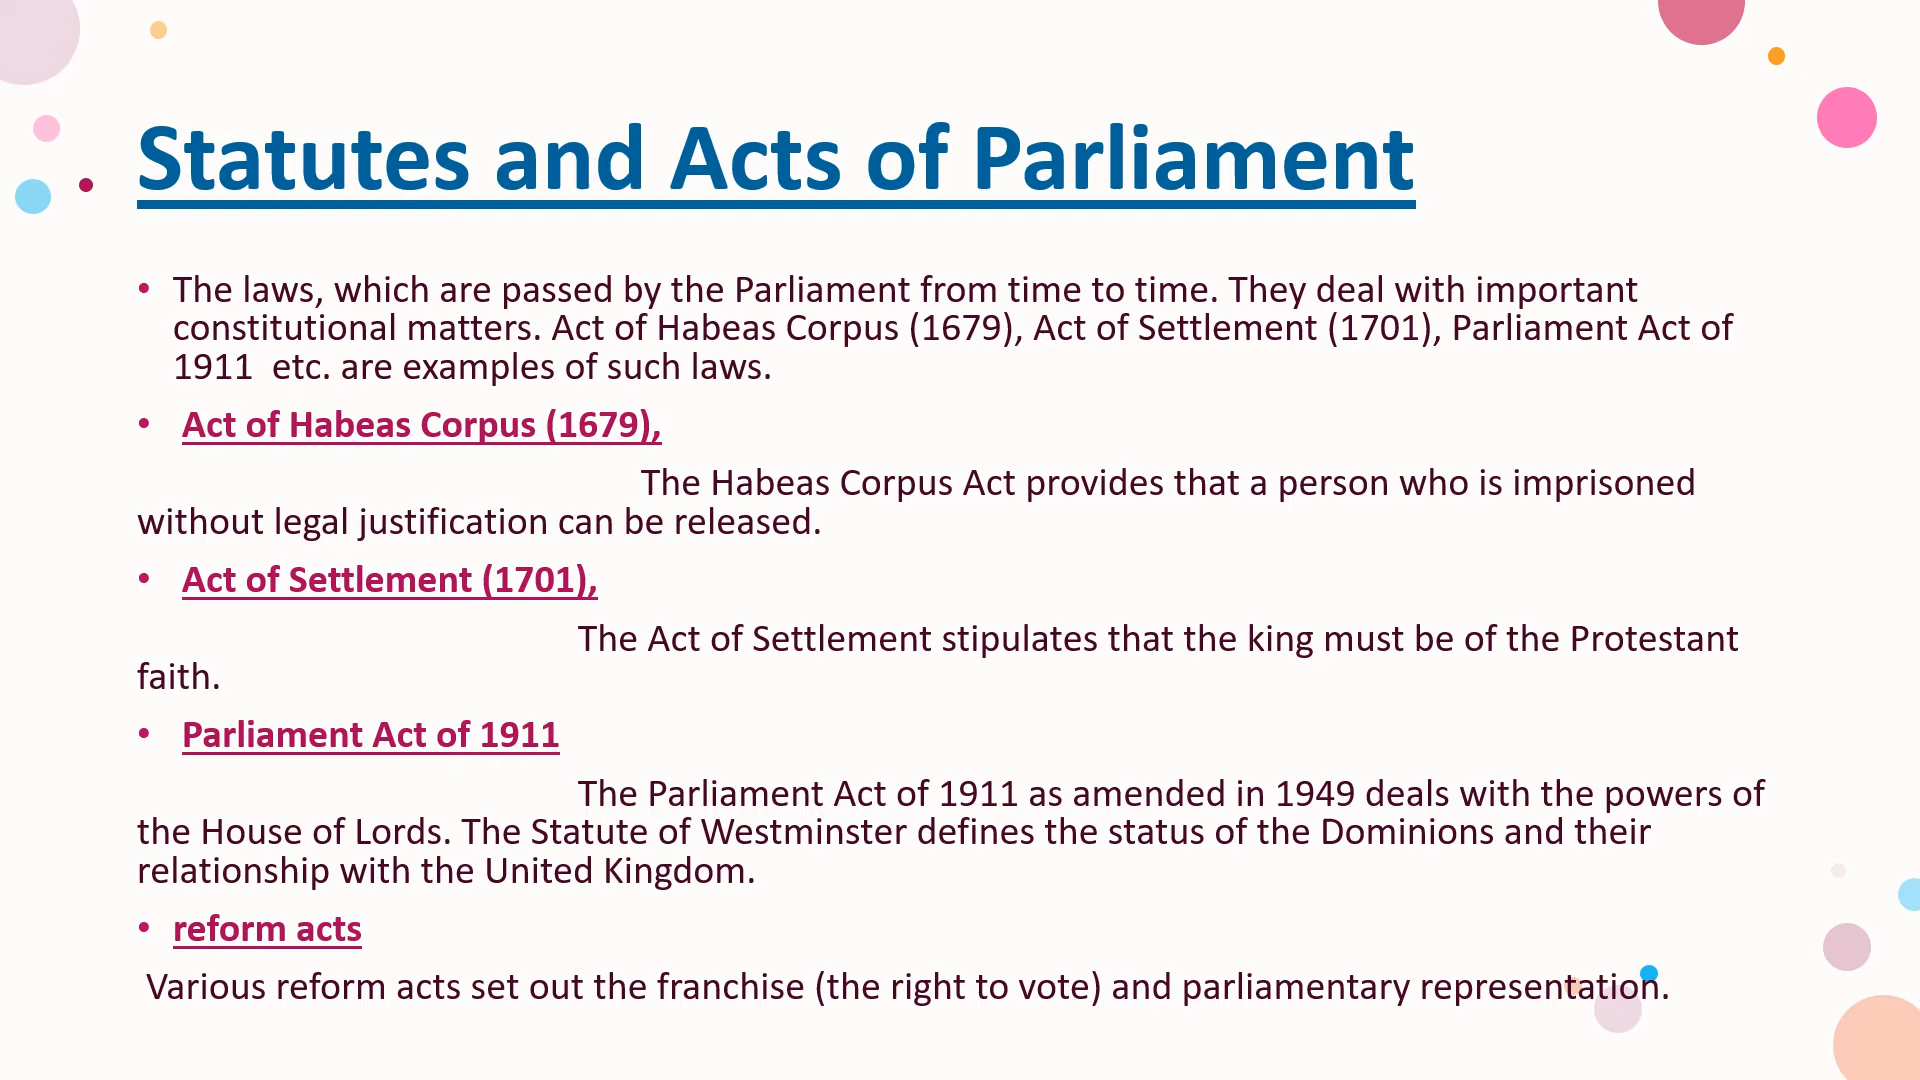 Statutes and Acts of Parliament
• The laws, which are passed by the Parliament from time to time. They deal with important
constitutional matters. Act of Habeas Corpus (1679), Act of Settlement (1701), Parliament Act of
1911  etc. are examples of such laws.
• Act of Habeas Corpus (1679),
The Habeas Corpus Act provides that a person who is imprisoned
without legal justification can be released.
• Act of Settlement (1701),
The Act of Settlement stipulates that the king must be of the Protestant
faith.
• Parliament Act of 1911
The Parliament Act of 1911 as amended in 1949 deals with the powers of
the House of Lords. The Statute of Westminster defines the status of the Dominions and their
relationship with the United Kingdom.
• reform acts
Various reform acts set out the franchise (the right to vote) and parliamentary representation.